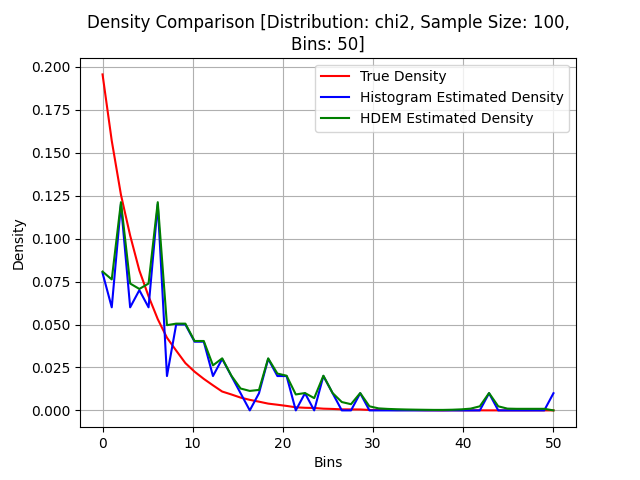 Density Comparison [Distribution: chi2, Sample Size: 100,
Bins: 50]
0.200
0.175
0.150
0.125
0.100
0.075
0.050
0.025
0.000
Density
True Density
Histogram Estimated Density
HDEM Estimated Density
0 10 20 30 40 50
Bins